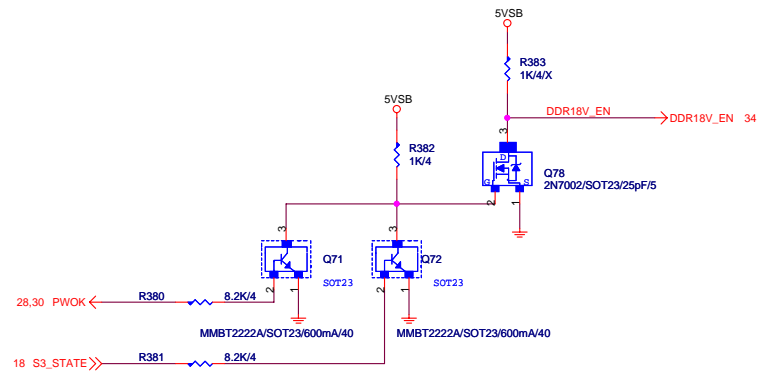 5VSB
R383
1K/4/X
5VSB
DDR18V_EN
DDR18V_EN 34
R382
1K/4
3
D
G
S
Q78
2N7002/SOT23/25pF/5
2
1
3
Q71
SOT23
3
Q72
SOT23
2
1
2
1
28,30 PWOK
R380
8.2K/4
MMBT2222A/SOT23/600mA/40
MMBT2222A/SOT23/600mA/40
18 S3_STATE
R381
8.2K/4